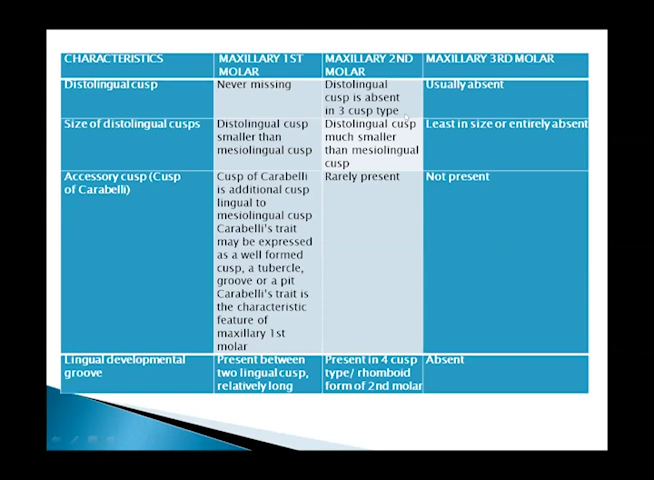 CHARACTERISTICS
MAXILLARY 1ST
MOLAR
MAXILLARY 2ND
MOLAR
MAXILLARY 3RD MOLAR
Distolingual cusp
Never missing
Distolingual
cusp is absent
in 3 cusp type
Usually absent
Size of distolingual cusps
Distolingual cusp
smaller than
mesiolingual cusp
Distolingual cusp
much smaller
than mesiolingual
cusp
Least in size or entirely absent
Accessory cusp (Cusp
of Carabelli)
Cusp of Carabelli
is additional cusp
lingual to
mesiolingual cusp
Carabelli's trait
may be expressed
as a well formed
cusp, a tubercle,
groove or a pit
Carabelli's trait is
the characteristic
feature of
maxillary 1st
molar
Rarely present
Not present
Lingual developmental
groove
Present between
two lingual cusp,
relatively long
Present in 4 cusp
type/ rhomboid
form of 2nd molar
Absent